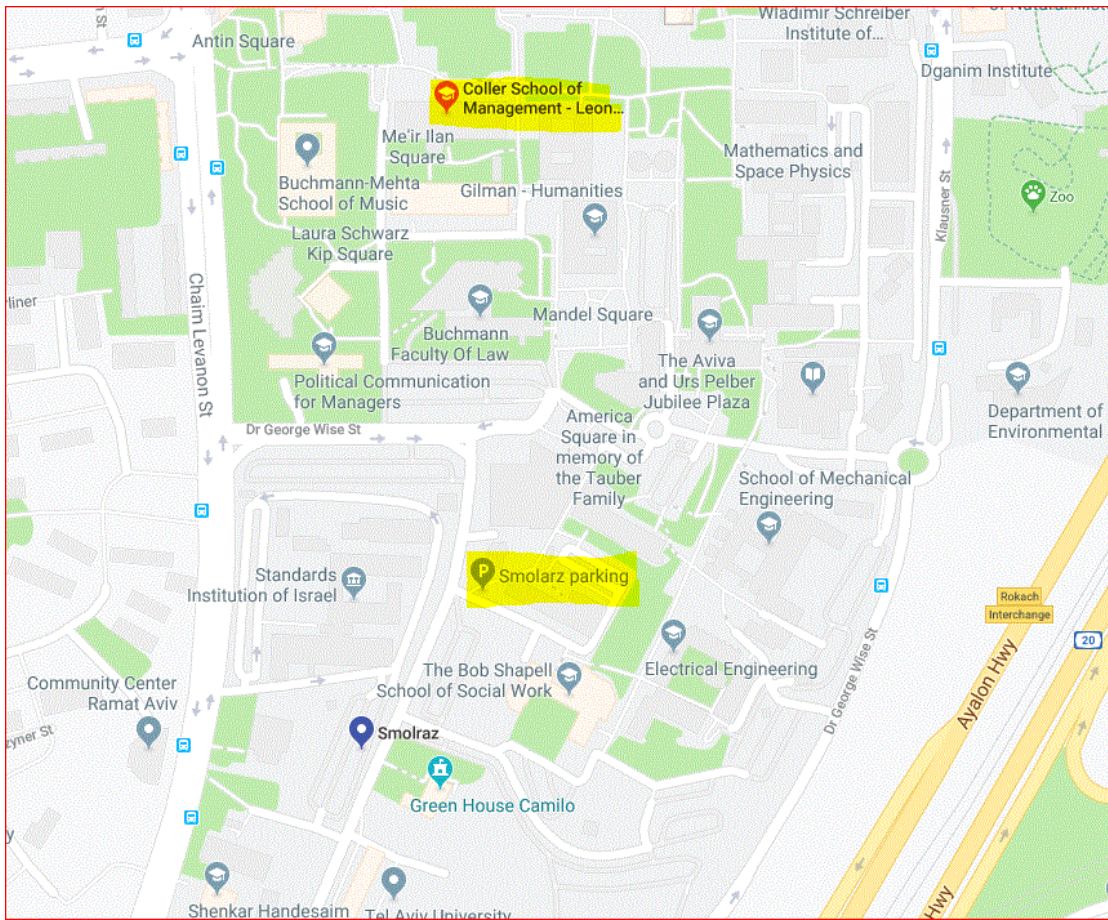 Wladimir Schreiber
Institute of...
Antin Square
Dganim Institute
Coller School of
Management - Leon...
Me'ir Ilan
Square
Mathematics and
Space Physics
Buchmann-Mehta
School of Music
Gilman - Humanities
Zoo
Klausner St
Laura Schwarz
Kip Square
Chaim Levanon St
Mandel Square
Buchmann
Faculty Of Law
The Aviva
and Urs Pelber
Jubilee Plaza
Political Communication
for Managers
Department of
Environmental
America
Square in
memory of
the Tauber
Family
Dr George Wise St
School of Mechanical
Engineering
Smolarz parking
P
Standards
Institution of Israel
Rokach
Interchange
20
The Bob Shapell
School of Social Work
Electrical Engineering
Dr George Wise St
Ayalon Hwy
Community Center
Ramat Aviv
zyner St
Smolraz
Green House Camilo
Shenkar Handesaim
Tel Aviv University
Hwy